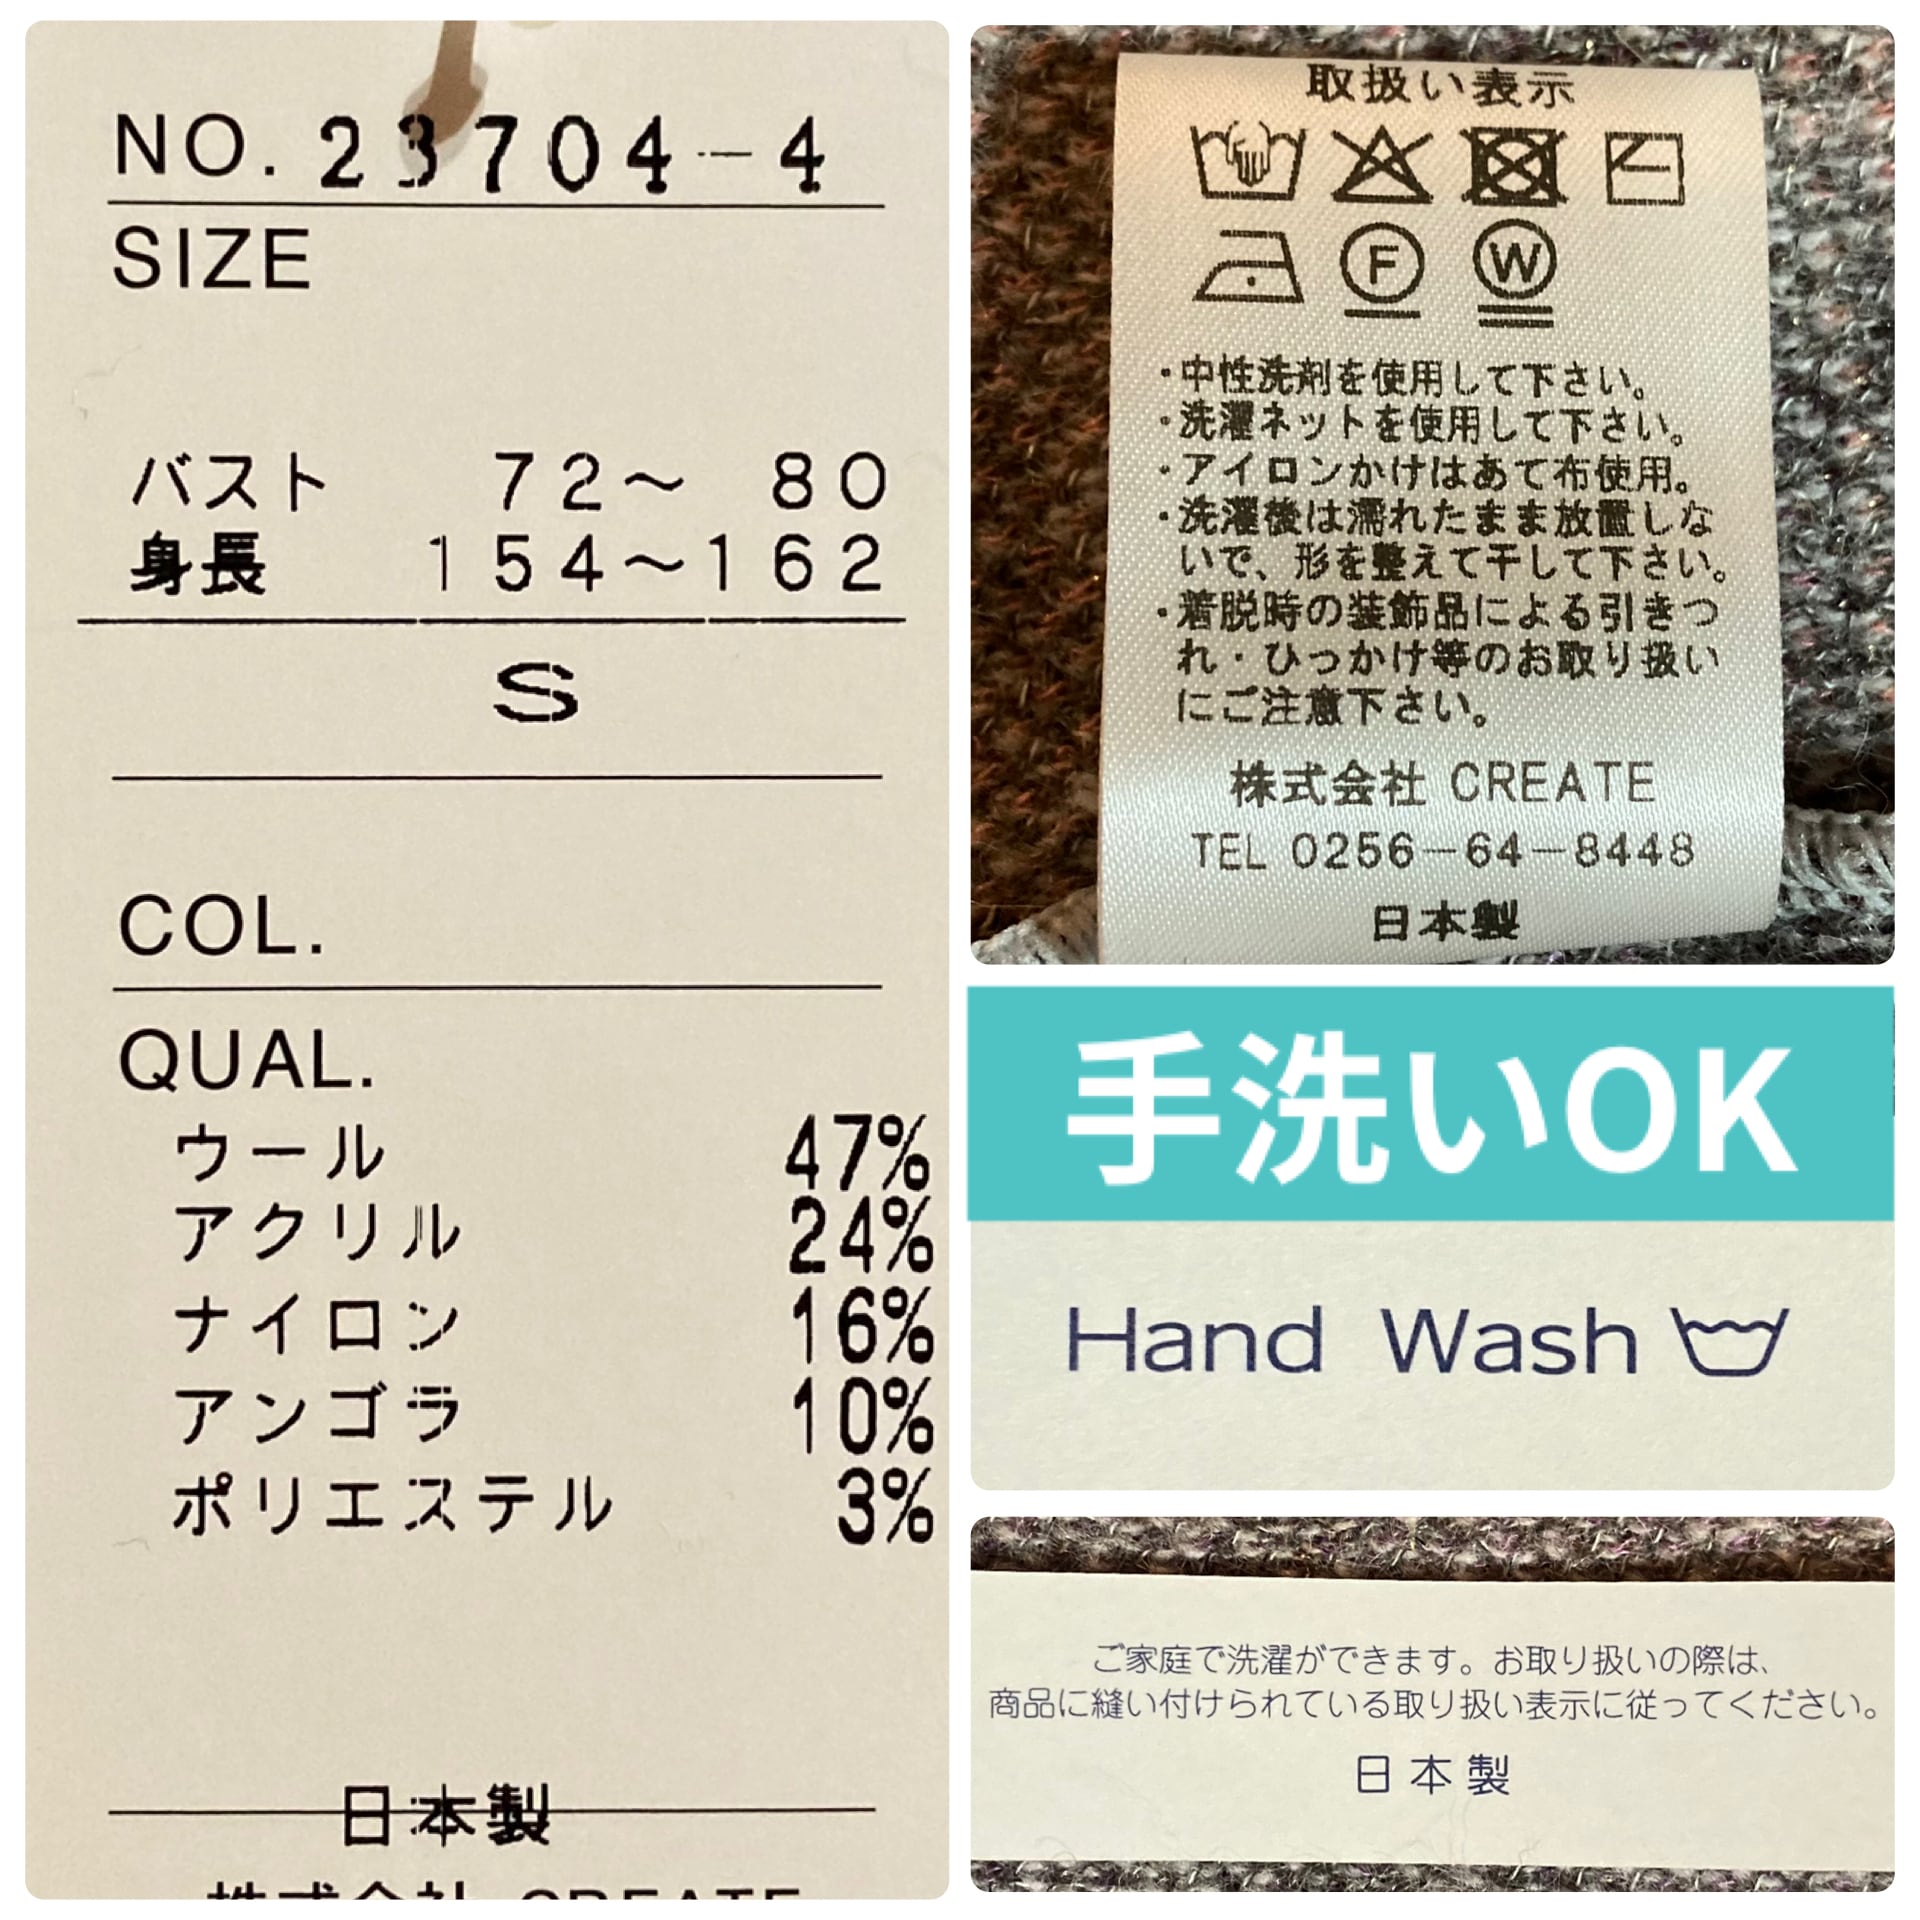 NO. 23704-4
SIZE
バスト 72～ 80
身長 154～162
S
COL.
QUAL.
ウール 47%
アクリル 24%
ナイロン 16%
アンゴラ 10%
ポリエステル 3%
日本製
株式会社 CREATE
取扱い表示
F W
・中性洗剤を使用して下さい。
・洗濯ネットを使用して下さい。
・アイロンかけはあて布使用。
・洗濯後は濡れたまま放置しな
いで、形を整えて干して下さい。
・着脱時の装飾品による引きつ
れ・ひっかけ等のお取り扱い
にご注意下さい。
株式会社 CREATE
TEL 0256-64-8448
日本製
手洗いOK
Hand Wash
ご家庭で洗濯ができます。お取り扱いの際は、
商品に縫い付けられている取り扱い表示に従ってください。
日本製